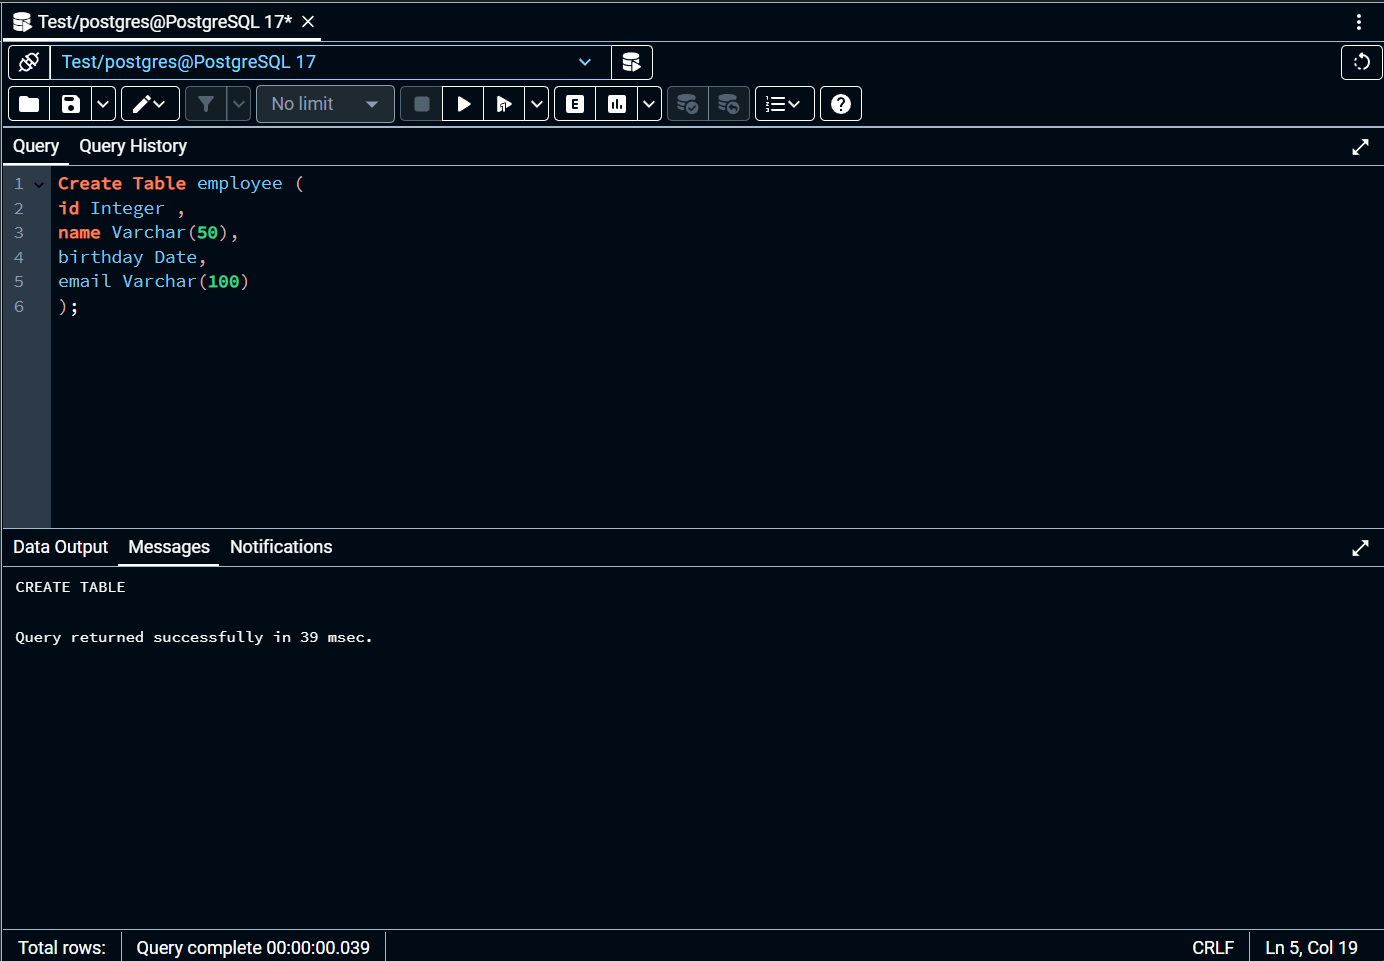 Test/postgres@PostgreSQL 17*
Test/postgres@PostgreSQL 17
No limit
E
Query Query History
1 Create Table employee (
2 id Integer ,
3 name Varchar(50),
4 birthday Date,
5 email Varchar(100)
6 );
Data Output Messages Notifications
CREATE TABLE
Query returned successfully in 39 msec.
Total rows: Query complete 00:00:00.039 CRLF Ln 5, Col 19